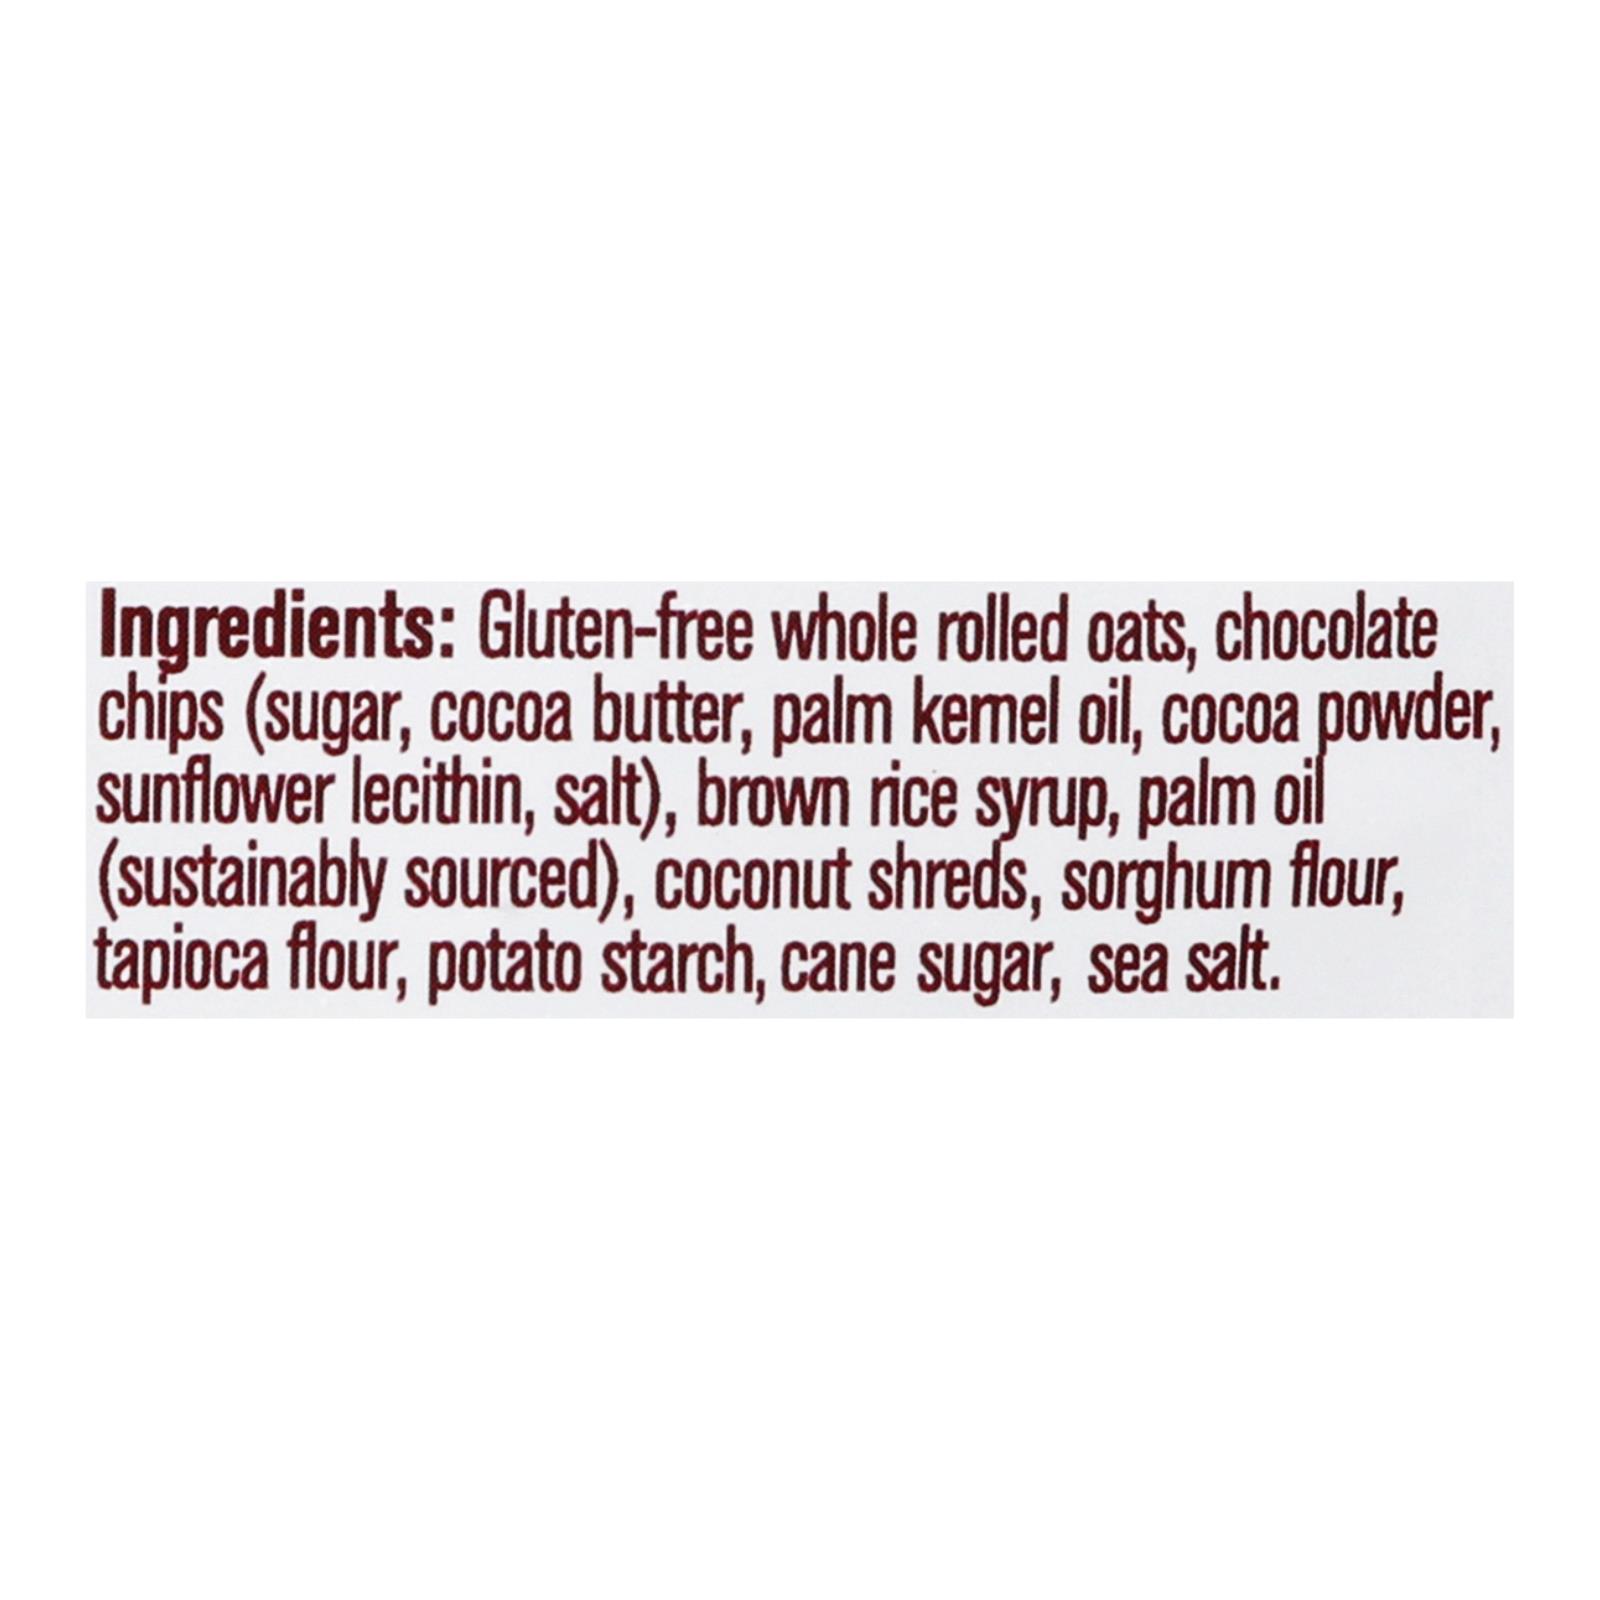 Ingredients: Gluten-free whole rolled oats, chocolate
chips (sugar, cocoa butter, palm kernel oil, cocoa powder,
sunflower lecithin, salt), brown rice syrup, palm oil
(sustainably sourced), coconut shreds, sorghum flour,
tapioca flour, potato starch, cane sugar, sea salt.